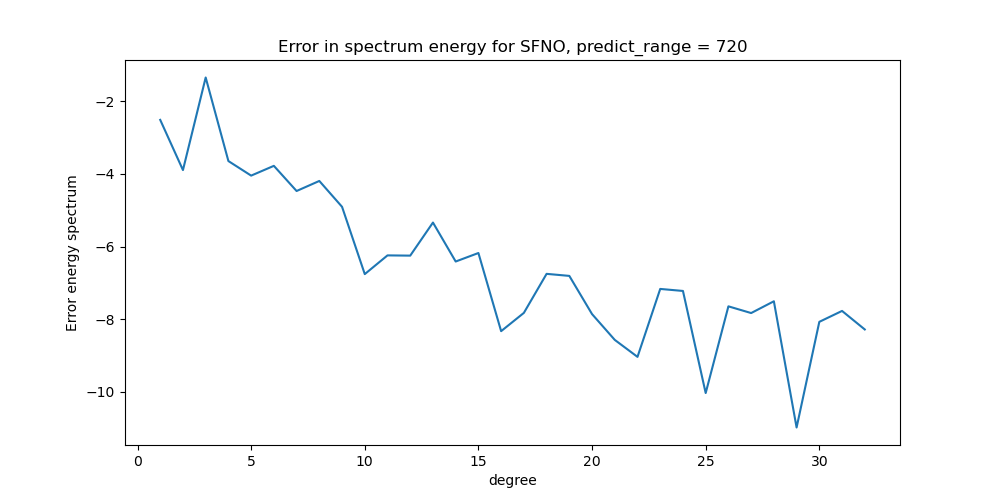 Error in spectrum energy for SFNO, predict_range = 720
Error energy spectrum
−2
−4
−6
−8
−10
0 5 10 15 20 25 30
degree